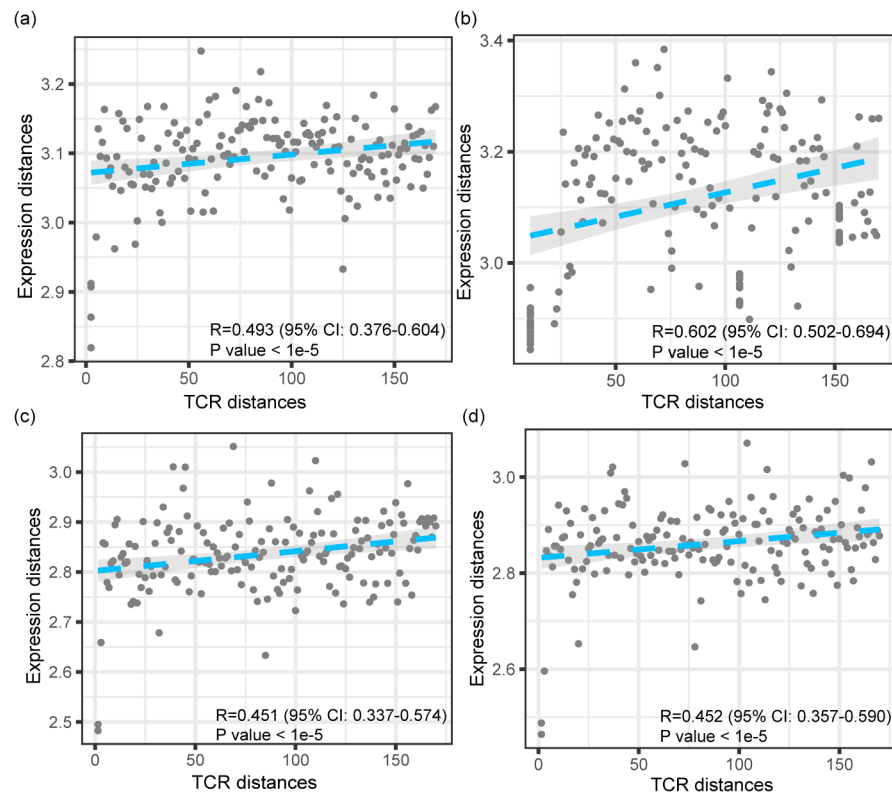 (a)
3.2
3.1
3.0
2.9
2.8
Expression distances
R=0.493 (95% CI: 0.376-0.604)
P value < 1e-5
0 50 100 150
TCR distances
(b)
3.4
3.2
3.0
Expression distances
R=0.602 (95% CI: 0.502-0.694)
P value < 1e-5
50 100 150
TCR distances
(c)
3.0
2.9
2.8
2.7
2.6
2.5
Expression distances
R=0.451 (95% CI: 0.337-0.574)
P value < 1e-5
0 50 100 150
TCR distances
(d)
3.0
2.8
2.6
Expression distances
R=0.452 (95% CI: 0.357-0.590)
P value < 1e-5
0 50 100 150
TCR distances